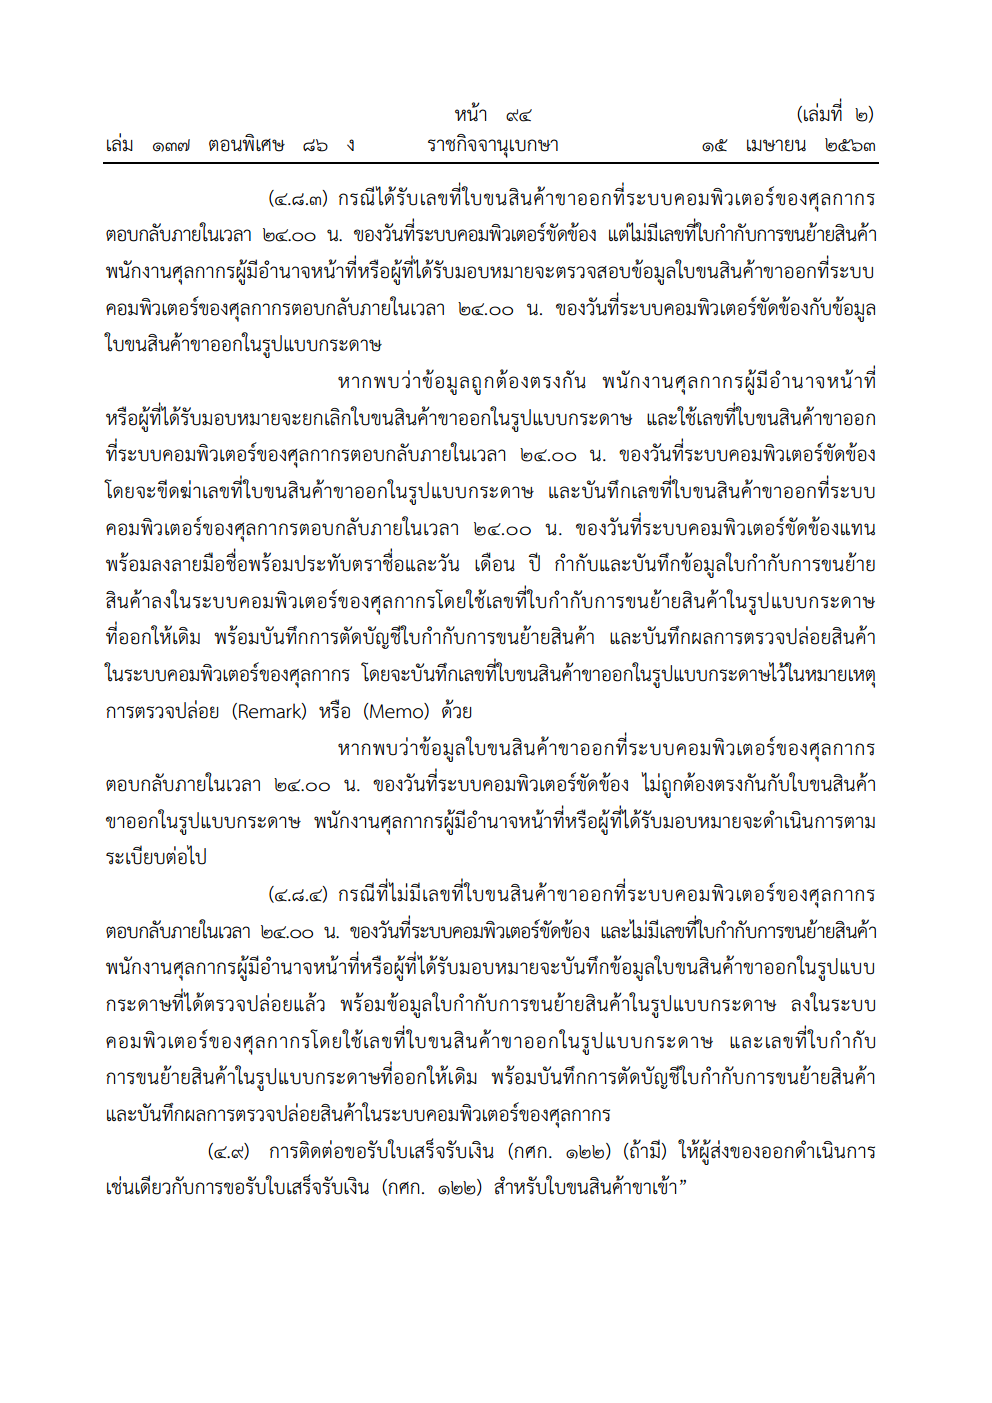 หน้า ๙๔ (เล่มที่ ๒)
เล่ม ๑๓๗ ตอนพิเศษ ๘๖ ง ราชกิจจานุเบกษา ๑๕ เมษายน ๒๕๖๓
(๔.๘.๓) กรณีได้รับเลขที่ใบขนสินค้าขาออกที่ระบบคอมพิวเตอร์ของศุลกากร
ตอบกลับภายในเวลา ๒๔.๐๐ น. ของวันที่ระบบคอมพิวเตอร์ขัดข้อง แต่ไม่มีเลขที่ใบกำกับการขนย้ายสินค้า
พนักงานศุลกากรผู้มีอำนาจหน้าที่หรือผู้ที่ได้รับมอบหมายจะตรวจสอบข้อมูลใบขนสินค้าขาออกที่ระบบ
คอมพิวเตอร์ของศุลกากรตอบกลับภายในเวลา ๒๔.๐๐ น. ของวันที่ระบบคอมพิวเตอร์ขัดข้องกับข้อมูล
ใบขนสินค้าขาออกในรูปแบบกระดาษ
หากพบว่าข้อมูลถูกต้องตรงกัน พนักงานศุลกากรผู้มีอำนาจหน้าที่
หรือผู้ที่ได้รับมอบหมายจะยกเลิกใบขนสินค้าขาออกในรูปแบบกระดาษ และใช้เลขที่ใบขนสินค้าขาออก
ที่ระบบคอมพิวเตอร์ของศุลกากรตอบกลับภายในเวลา ๒๔.๐๐ น. ของวันที่ระบบคอมพิวเตอร์ขัดข้อง
โดยจะขีดฆ่าเลขที่ใบขนสินค้าขาออกในรูปแบบกระดาษ และบันทึกเลขที่ใบขนสินค้าขาออกที่ระบบ
คอมพิวเตอร์ของศุลกากรตอบกลับภายในเวลา ๒๔.๐๐ น. ของวันที่ระบบคอมพิวเตอร์ขัดข้องแทน
พร้อมลงลายมือชื่อพร้อมประทับตราชื่อและวัน เดือน ปี กำกับและบันทึกข้อมูลใบกำกับการขนย้าย
สินค้าลงในระบบคอมพิวเตอร์ของศุลกากรโดยใช้เลขที่ใบกำกับการขนย้ายสินค้าในรูปแบบกระดาษ
ที่ออกให้เดิม พร้อมบันทึกการตัดบัญชีใบกำกับการขนย้ายสินค้า และบันทึกผลการตรวจปล่อยสินค้า
ในระบบคอมพิวเตอร์ของศุลกากร โดยจะบันทึกเลขที่ใบขนสินค้าขาออกในรูปแบบกระดาษไว้ในหมายเหตุ
การตรวจปล่อย (Remark) หรือ (Memo) ด้วย
หากพบว่าข้อมูลใบขนสินค้าขาออกที่ระบบคอมพิวเตอร์ของศุลกากร
ตอบกลับภายในเวลา ๒๔.๐๐ น. ของวันที่ระบบคอมพิวเตอร์ขัดข้อง ไม่ถูกต้องตรงกันกับใบขนสินค้า
ขาออกในรูปแบบกระดาษ พนักงานศุลกากรผู้มีอำนาจหน้าที่หรือผู้ที่ได้รับมอบหมายจะดำเนินการตาม
ระเบียบต่อไป
(๔.๘.๔) กรณีที่ไม่มีเลขที่ใบขนสินค้าขาออกที่ระบบคอมพิวเตอร์ของศุลกากร
ตอบกลับภายในเวลา ๒๔.๐๐ น. ของวันที่ระบบคอมพิวเตอร์ขัดข้อง และไม่มีเลขที่ใบกำกับการขนย้ายสินค้า
พนักงานศุลกากรผู้มีอำนาจหน้าที่หรือผู้ที่ได้รับมอบหมายจะบันทึกข้อมูลใบขนสินค้าขาออกในรูปแบบ
กระดาษที่ได้ตรวจปล่อยแล้ว พร้อมข้อมูลใบกำกับการขนย้ายสินค้าในรูปแบบกระดาษ ลงในระบบ
คอมพิวเตอร์ของศุลกากรโดยใช้เลขที่ใบขนสินค้าขาออกในรูปแบบกระดาษ และเลขที่ใบกำกับ
การขนย้ายสินค้าในรูปแบบกระดาษที่ออกให้เดิม พร้อมบันทึกการตัดบัญชีใบกำกับการขนย้ายสินค้า
และบันทึกผลการตรวจปล่อยสินค้าในระบบคอมพิวเตอร์ของศุลกากร
(๔.๙) การติดต่อขอรับใบเสร็จรับเงิน (กศก. ๑๒๒) (ถ้ามี) ให้ผู้ส่งของออกดำเนินการ
เช่นเดียวกับการขอรับใบเสร็จรับเงิน (กศก. ๑๒๒) สำหรับใบขนสินค้าขาเข้า”